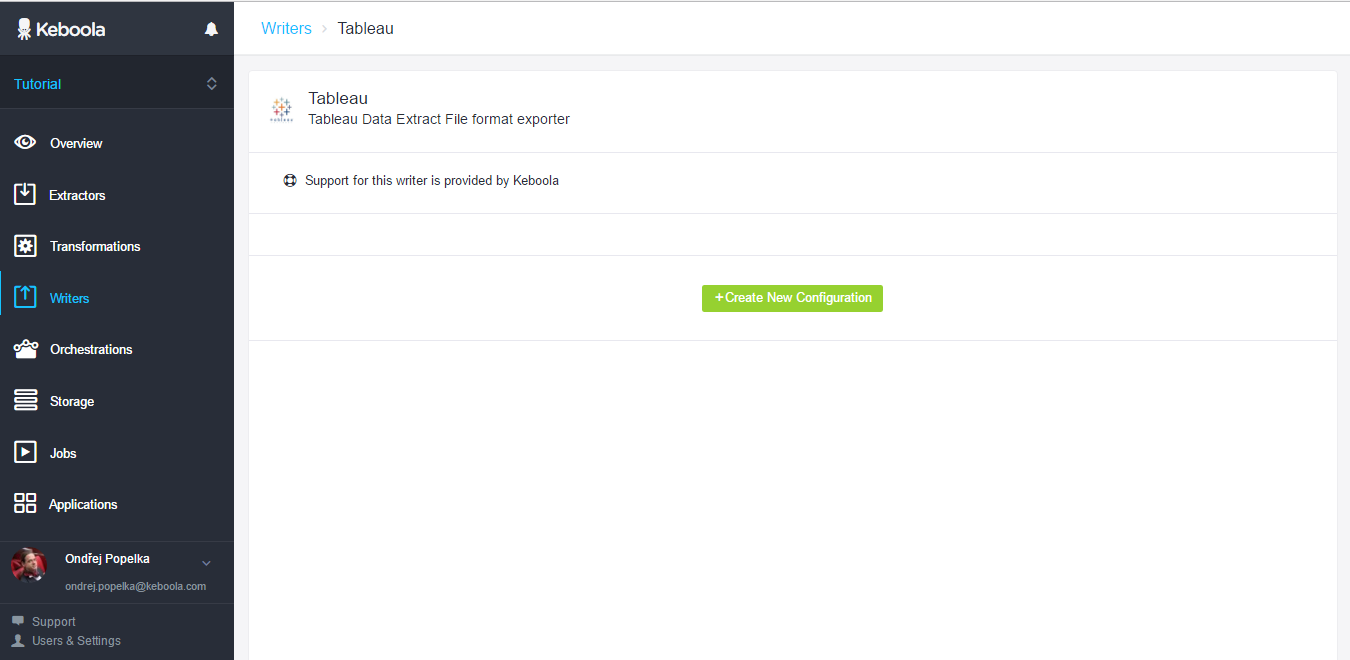 Keboola
Tutorial
Overview
Extractors
Transformations
Writers
Orchestrations
Storage
Jobs
Applications
Ondřej Popelka
ondrej.popelka@keboola.com
Support
Users & Settings
Writers › Tableau
Tableau
Tableau Data Extract File format exporter
Support for this writer is provided by Keboola
+Create New Configuration